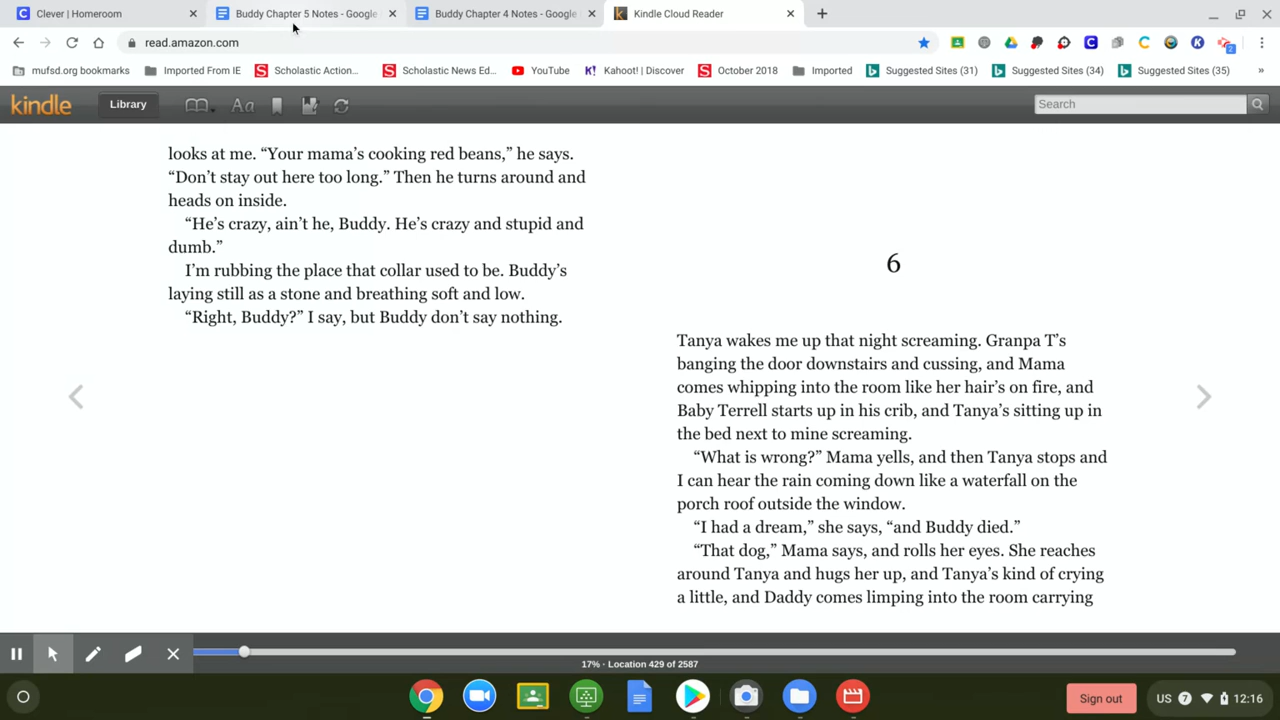 Clever | Homeroom
Buddy Chapter 5 Notes - Google
Buddy Chapter 4 Notes - Google
Kindle Cloud Reader
read.amazon.com
mufsd.org bookmarks
Imported From IE
Scholastic Action...
Scholastic News Ed...
YouTube
Kahoot! | Discover
October 2018
Imported
Suggested Sites (31)
Suggested Sites (34)
Suggested Sites (35)
»
kindle
Library
Aa
Search
looks at me. “Your mama’s cooking red beans,” he says.
“Don’t stay out here too long.” Then he turns around and
heads on inside.
“He’s crazy, ain’t he, Buddy. He’s crazy and stupid and
dumb.”
I’m rubbing the place that collar used to be. Buddy’s
laying still as a stone and breathing soft and low.
“Right, Buddy?” I say, but Buddy don’t say nothing.
6
Tanya wakes me up that night screaming. Granpa T’s
banging the door downstairs and cussing, and Mama
comes whipping into the room like her hair’s on fire, and
Baby Terrell starts up in his crib, and Tanya’s sitting up in
the bed next to mine screaming.
“What is wrong?” Mama yells, and then Tanya stops and
I can hear the rain coming down like a waterfall on the
porch roof outside the window.
“I had a dream,” she says, “and Buddy died.”
“That dog,” Mama says, and rolls her eyes. She reaches
around Tanya and hugs her up, and Tanya’s kind of crying
a little, and Daddy comes limping into the room carrying
17% · Location 429 of 2587
Sign out
US
7
12:16